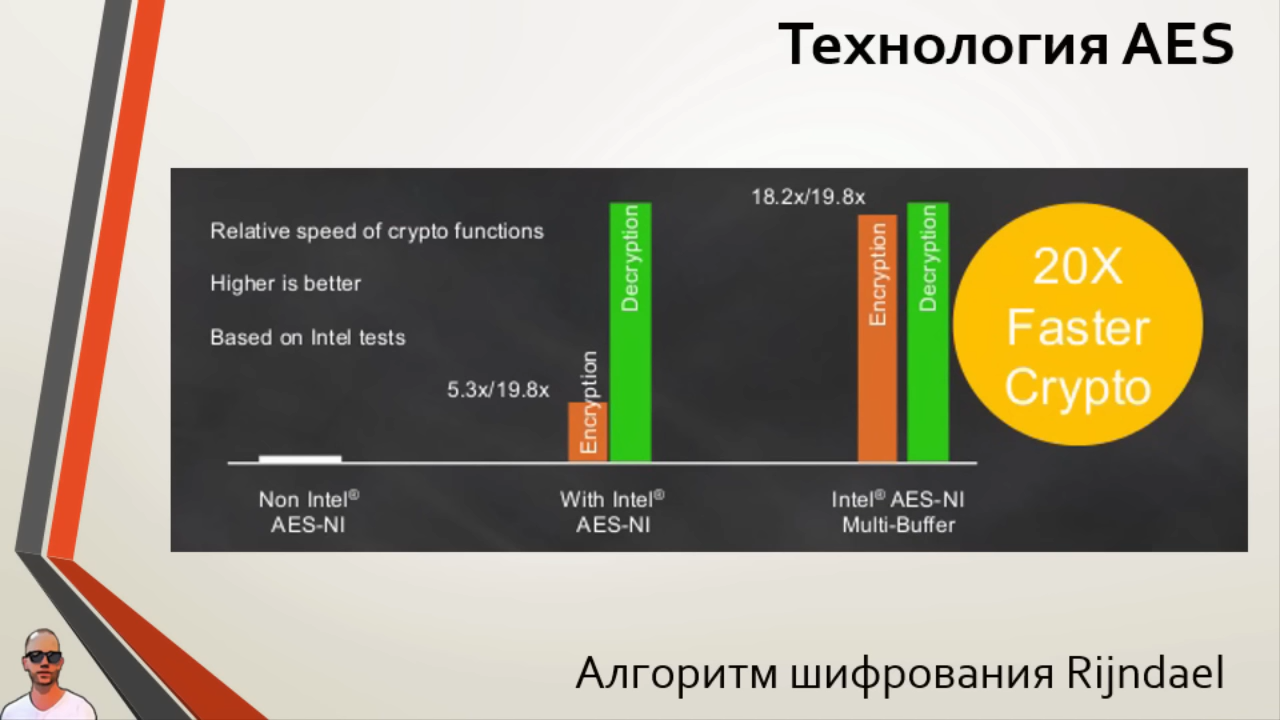 Технология AES
Relative speed of crypto functions
Higher is better
Based on Intel tests
5.3x/19.8x
Encryption
Decryption
18.2x/19.8x
Encryption
Decryption
20X
Faster
Crypto
Non Intel®
AES-NI
With Intel®
AES-NI
Intel® AES-NI
Multi-Buffer
Алгоритм шифрования Rijndael